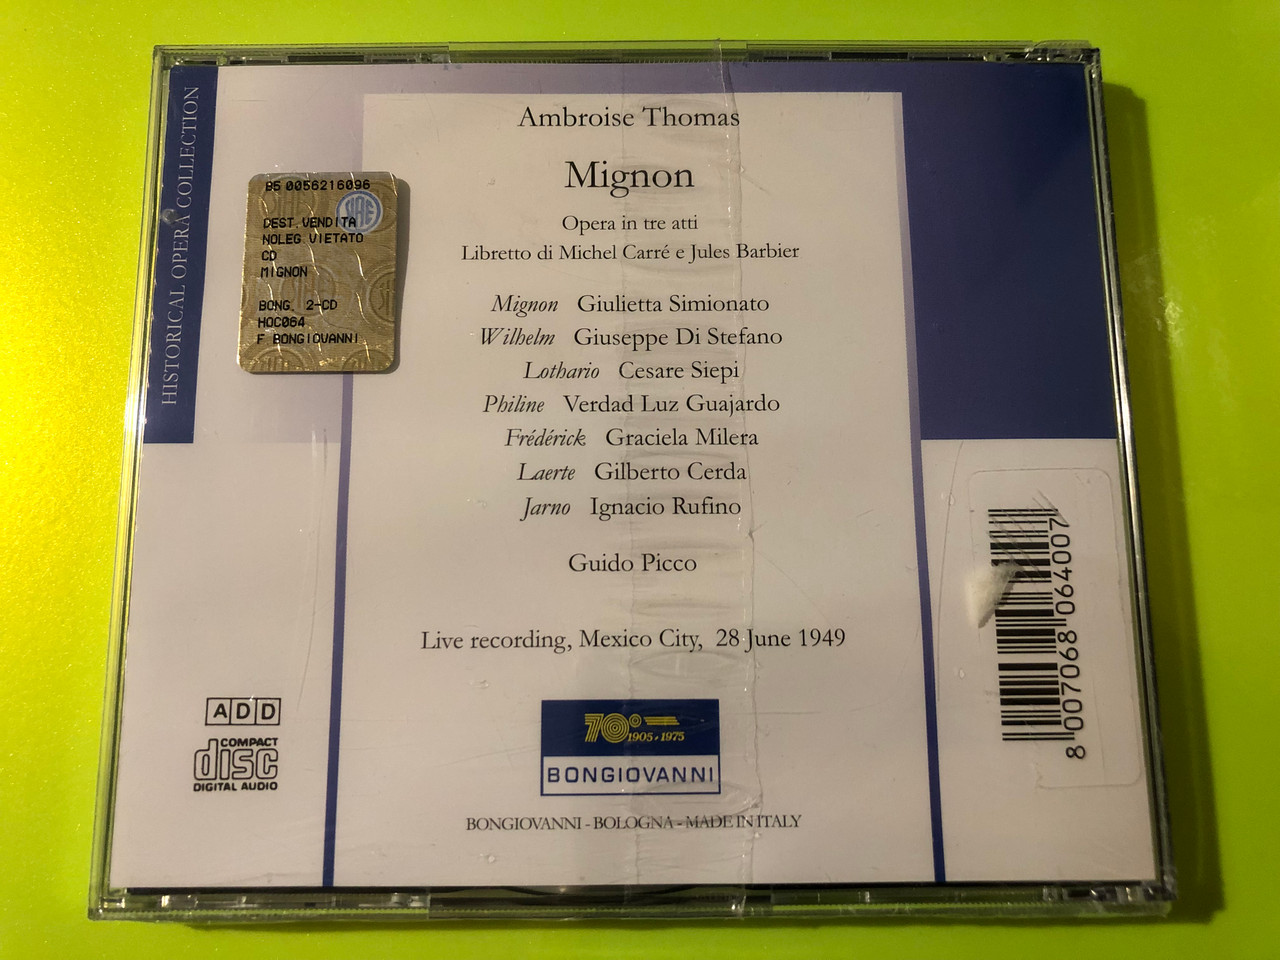 HISTORICAL OPERA COLLECTION
B5 0056216096
SIAE
DEST.VENDITA
NOLEG.VIETATO
CD
MIGNON
BONG. 2-CD
HOC064
F BONGIOVANNI
Ambroise Thomas
Mignon
Opera in tre atti
Libretto di Michel Carré e Jules Barbier
Mignon Giulietta Simionato
Wilhelm Giuseppe Di Stefano
Lothario Cesare Siepi
Philine Verdad Luz Guajardo
Frédérick Graciela Milera
Laerte Gilberto Cerda
Jarno Ignacio Rufino
Guido Picco
Live recording, Mexico City, 28 June 1949
ADD
COMPACT
disc
DIGITAL AUDIO
70°
1905-1975
BONGIOVANNI
BONGIOVANNI - BOLOGNA - MADE IN ITALY
8 007068 064007